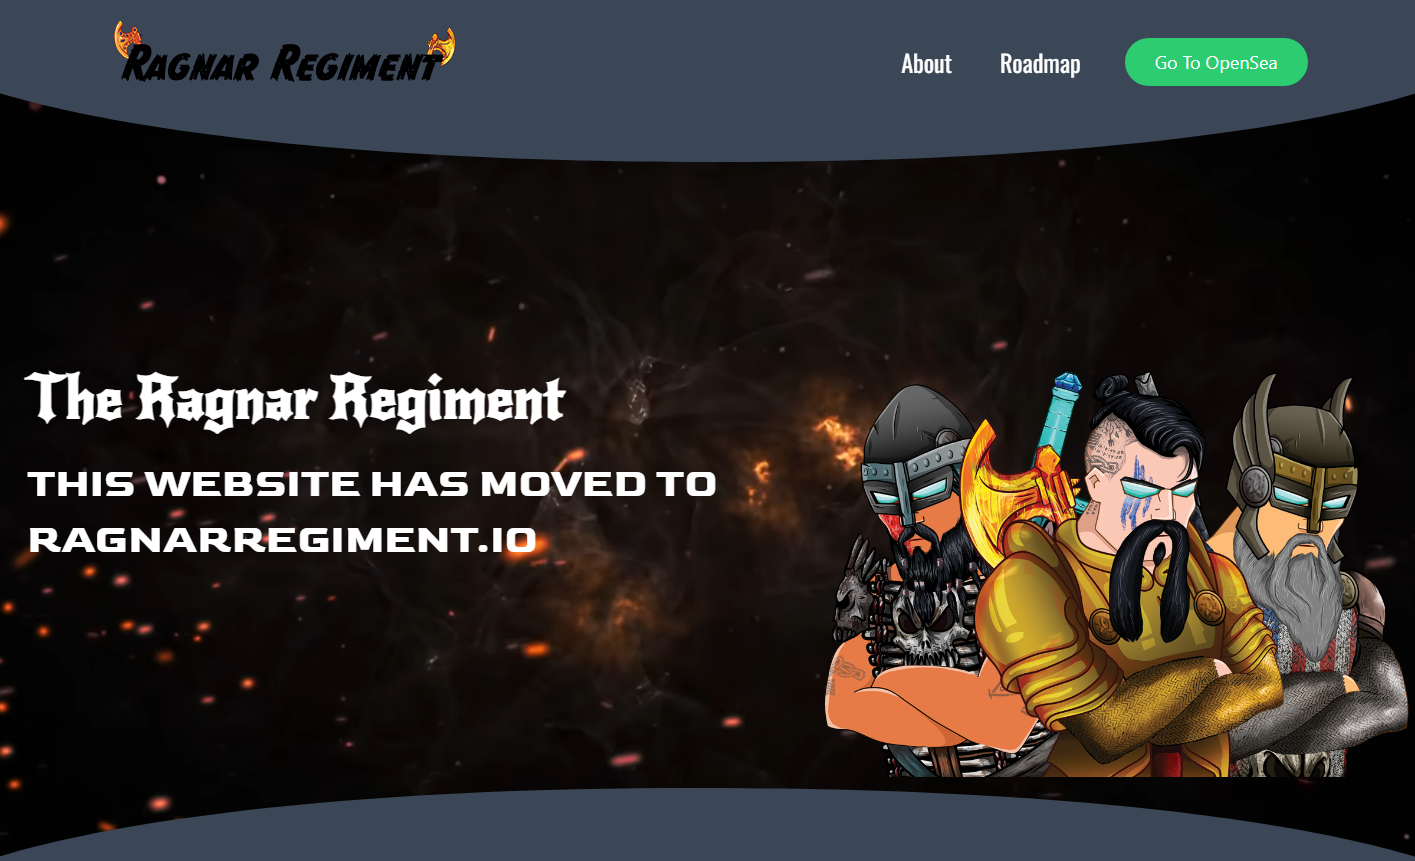 Ragnar Regiment
About
Roadmap
Go To OpenSea
The Ragnar Regiment
THIS WEBSITE HAS MOVED TO
RAGNARREGIMENT.IO